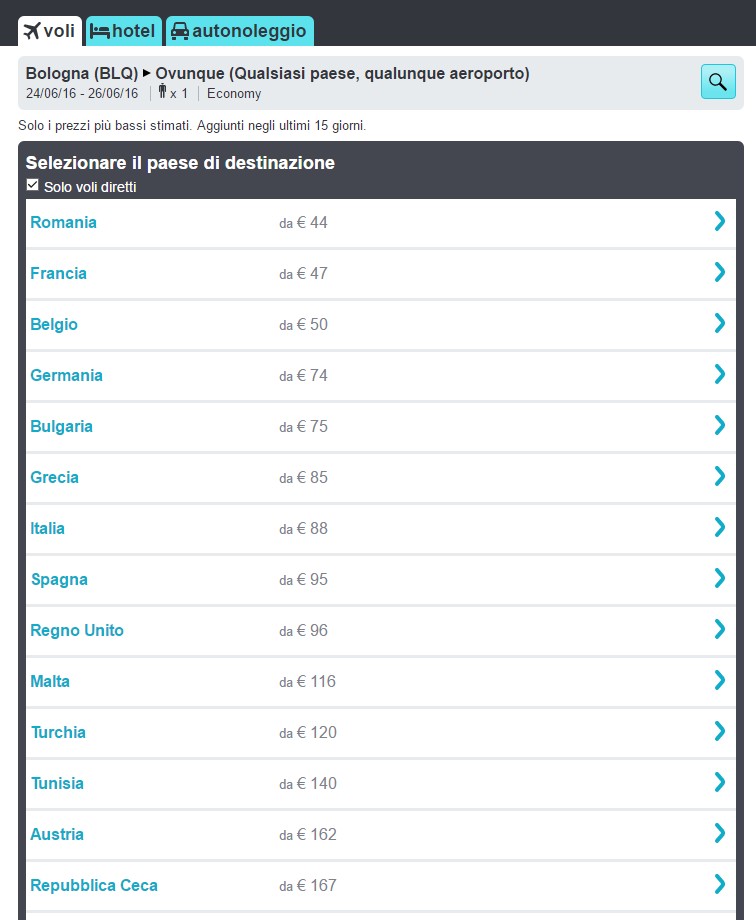 voli hotel autonoleggio
Bologna (BLQ) ▸ Ovunque (Qualsiasi paese, qualunque aeroporto)
24/06/16 - 26/06/16 x 1 Economy
Solo i prezzi più bassi stimati. Aggiunti negli ultimi 15 giorni.
Selezionare il paese di destinazione
Solo voli diretti
Romania da € 44
Francia da € 47
Belgio da € 50
Germania da € 74
Bulgaria da € 75
Grecia da € 85
Italia da € 88
Spagna da € 95
Regno Unito da € 96
Malta da € 116
Turchia da € 120
Tunisia da € 140
Austria da € 162
Repubblica Ceca da € 167